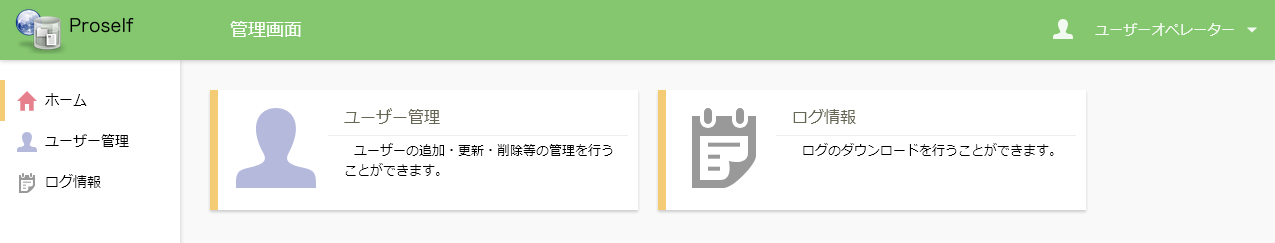 Proself
管理画面
ユーザーオペレーター
ホーム
ユーザー管理
ログ情報
ユーザー管理
ユーザーの追加・更新・削除等の管理を行う
ことができます。
ログ情報
ログのダウンロードを行うことができます。